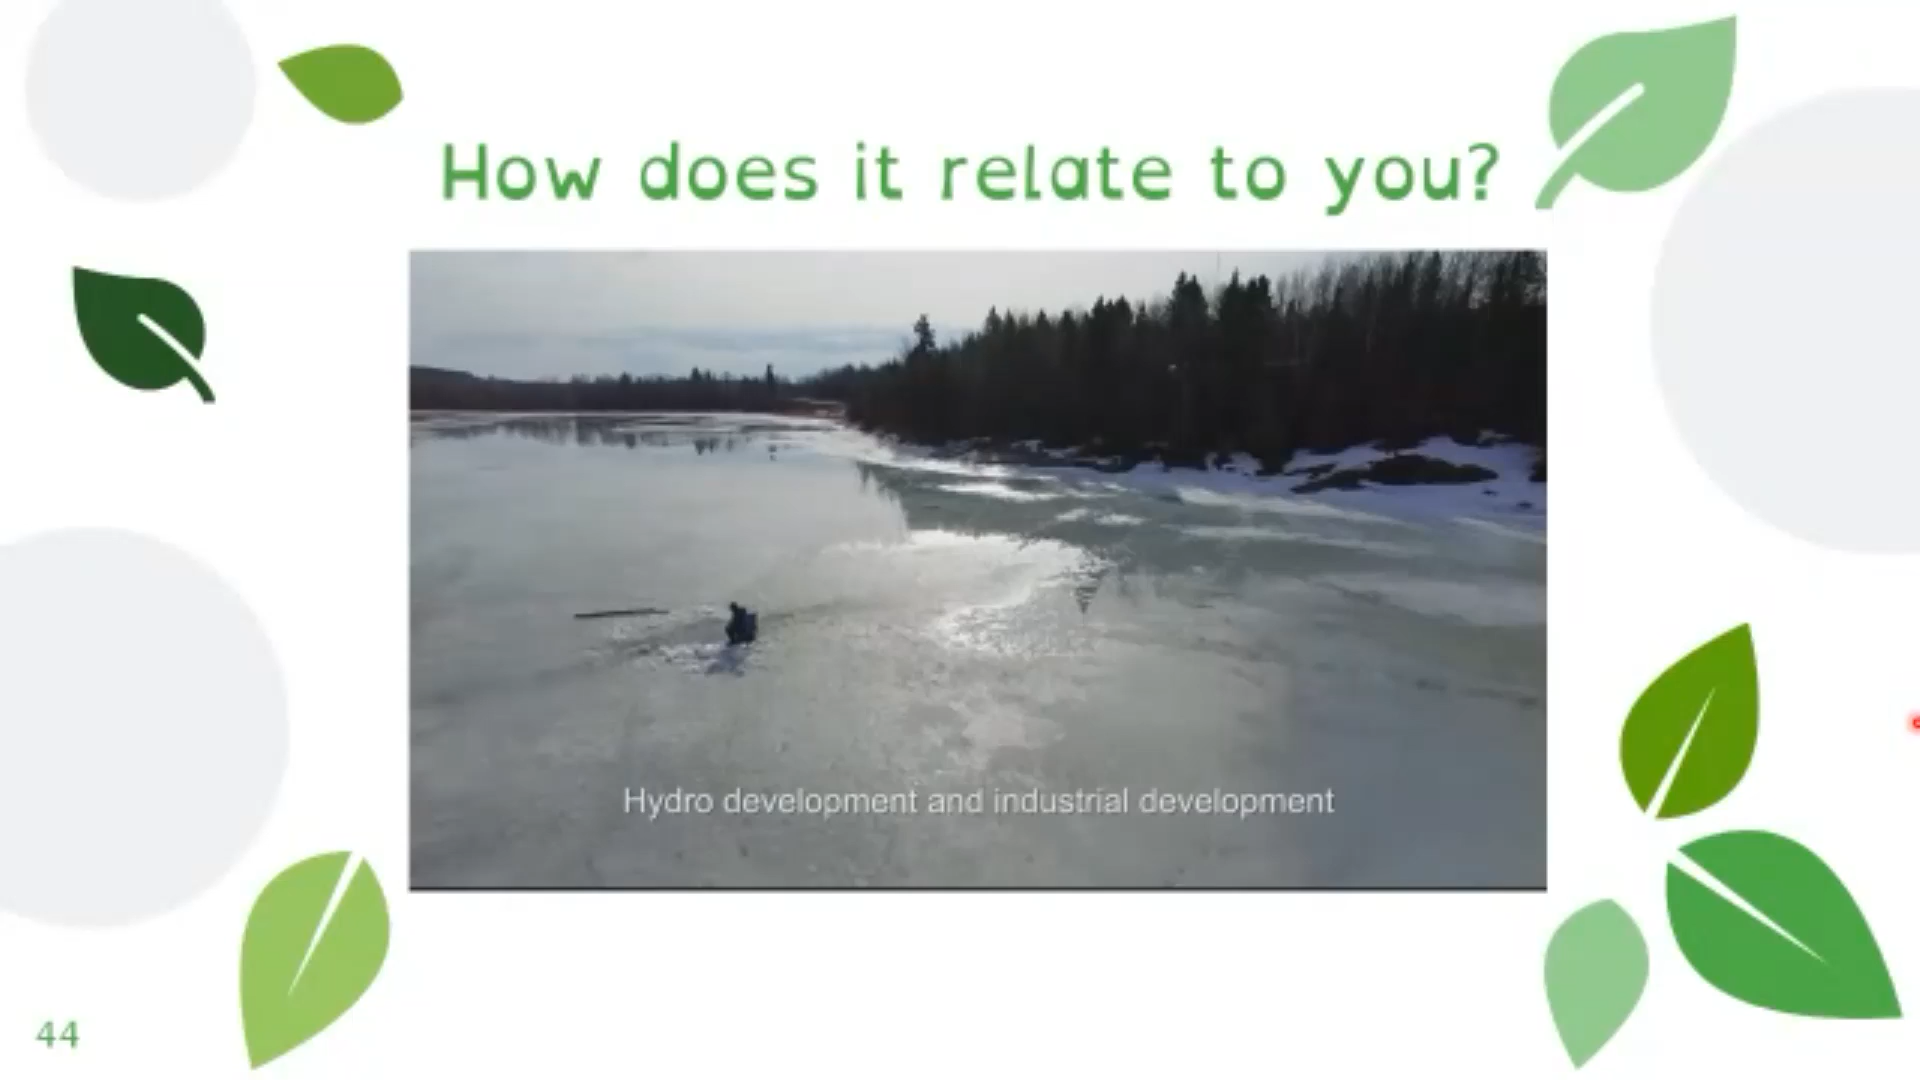 How does it relate to you?
Hydro development and industrial development
44